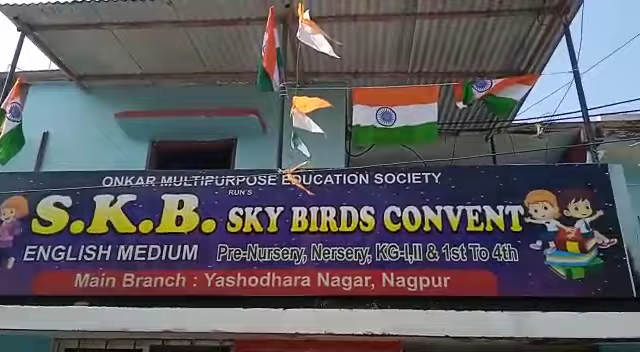 ONKAR MULTIPURPOSE EDUCATION SOCIETY
RUN'S
S.K.B. SKY BIRDS CONVENT
ENGLISH MEDIUM Pre-Nursery, Nersery, KG-I,II & 1st To 4th
Main Branch : Yashodhara Nagar, Nagpur